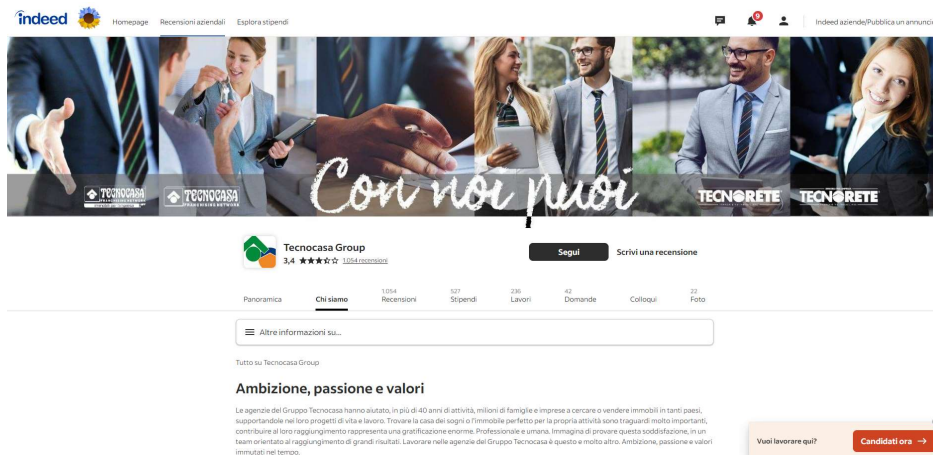 indeed
Homepage Recensioni aziendali Esplora stipendi
9
Indeed aziende/Pubblica un annuncio
Con noi puoi
TECNOCASA
FRANCHISING NETWORK
TECNOCASA
FRANCHISING NETWORK
TECNORETE
TECNORETE
Tecnocasa Group
3,4 1.054 recensioni
Segui
Scrivi una recensione
Panoramica
Chi siamo
1.054
Recensioni
527
Stipendi
236
Lavori
42
Domande
Colloqui
22
Foto
Altre informazioni su...
Tutto su Tecnocasa Group
Ambizione, passione e valori
Le agenzie del Gruppo Tecnocasa hanno aiutato, in più di 40 anni di attività, milioni di famiglie e imprese a cercare o vendere immobili in tanti paesi,
supportandole nei loro progetti di vita e lavoro. Trovare la casa dei sogni o l'immobile perfetto per la propria attività sono traguardi molto importanti,
contribuire al loro raggiungimento rappresenta una gratificazione enorme. Professionale e umana. Immagina di provare questa soddisfazione, in un
team orientato al raggiungimento di grandi risultati. Lavorare nelle agenzie del Gruppo Tecnocasa è questo e molto altro. Ambizione, passione e valori
immutati nel tempo.
Vuoi lavorare qui?
Candidati ora →